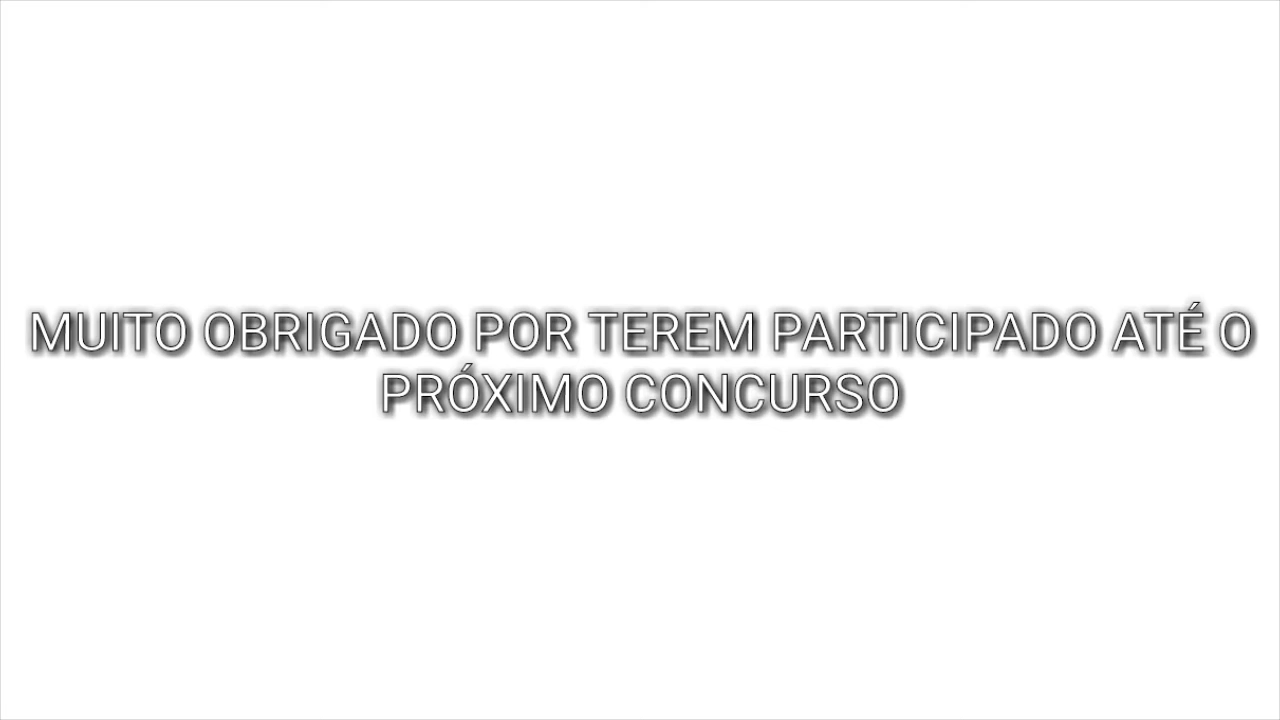 MUITO OBRIGADO POR TEREM PARTICIPADO ATÉ O
PRÓXIMO CONCURSO